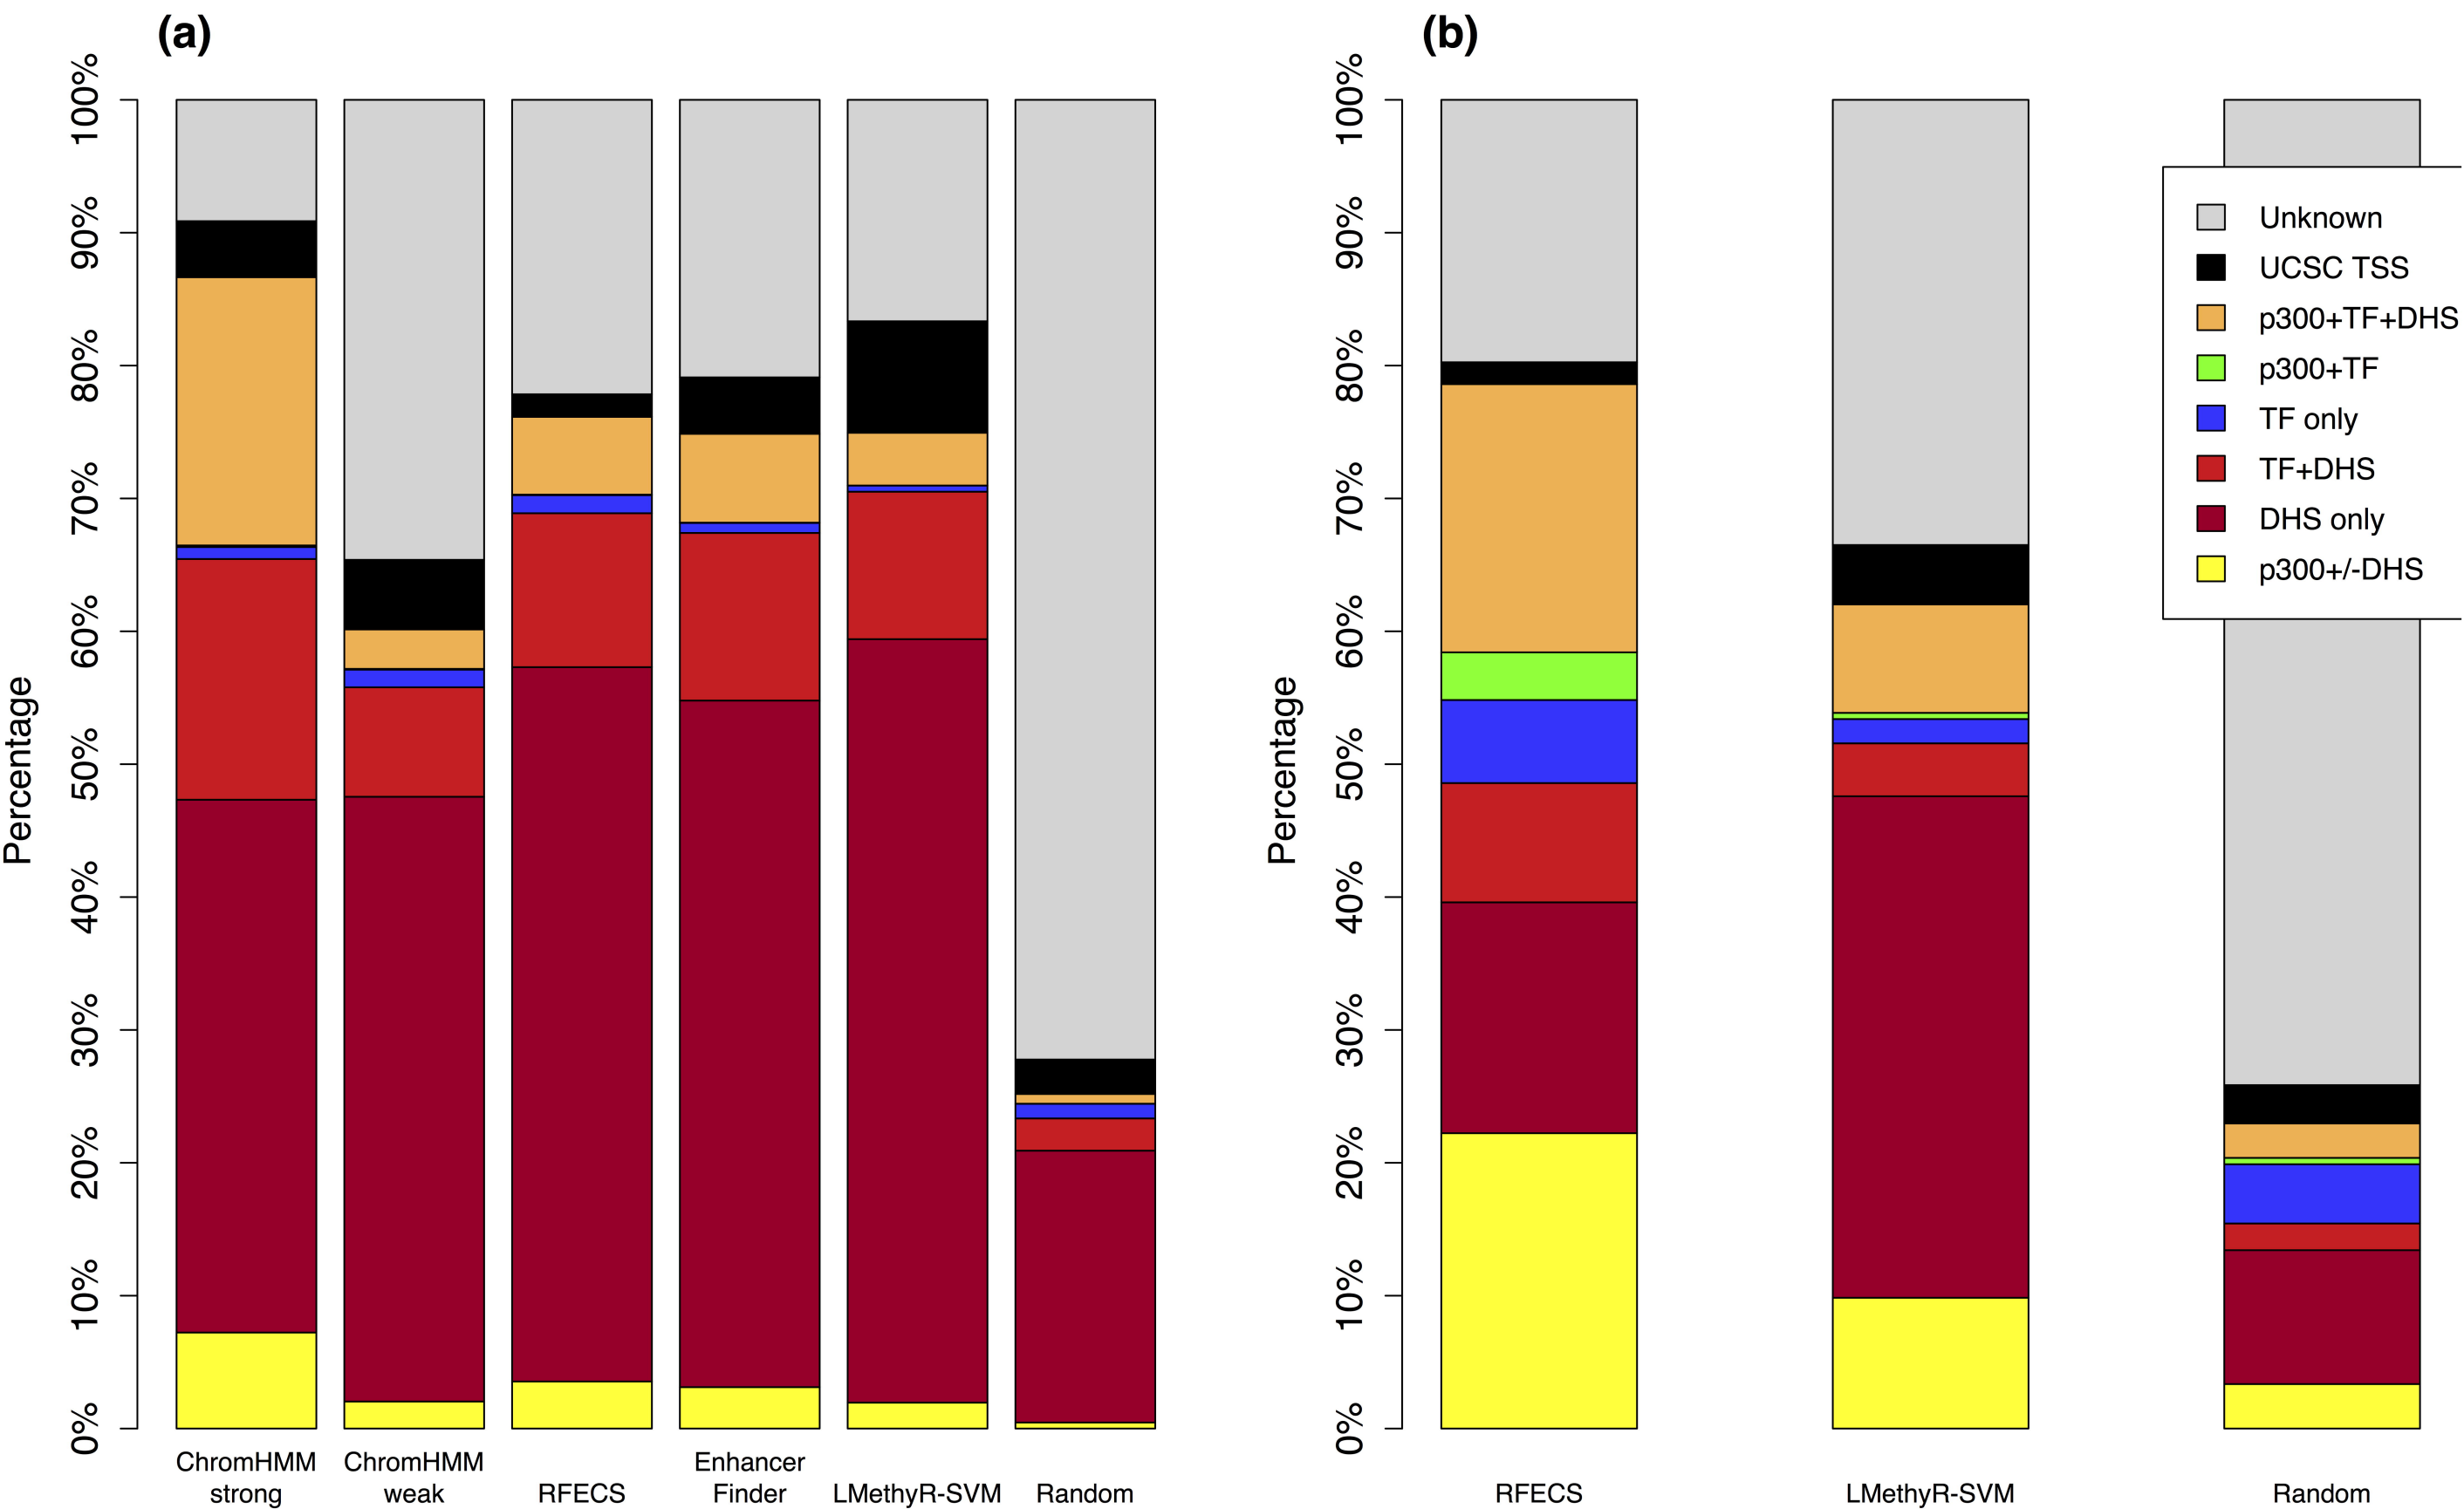 (a)
Percentage
100%
90%
80%
70%
60%
50%
40%
30%
20%
10%
0%
ChromHMM
strong
ChromHMM
weak
RFECS
Enhancer
Finder
LMethyR-SVM
Random
(b)
Percentage
100%
90%
80%
70%
60%
50%
40%
30%
20%
10%
0%
RFECS
LMethyR-SVM
Random
Unknown
UCSC TSS
p300+TF+DHS
p300+TF
TF only
TF+DHS
DHS only
p300+/-DHS